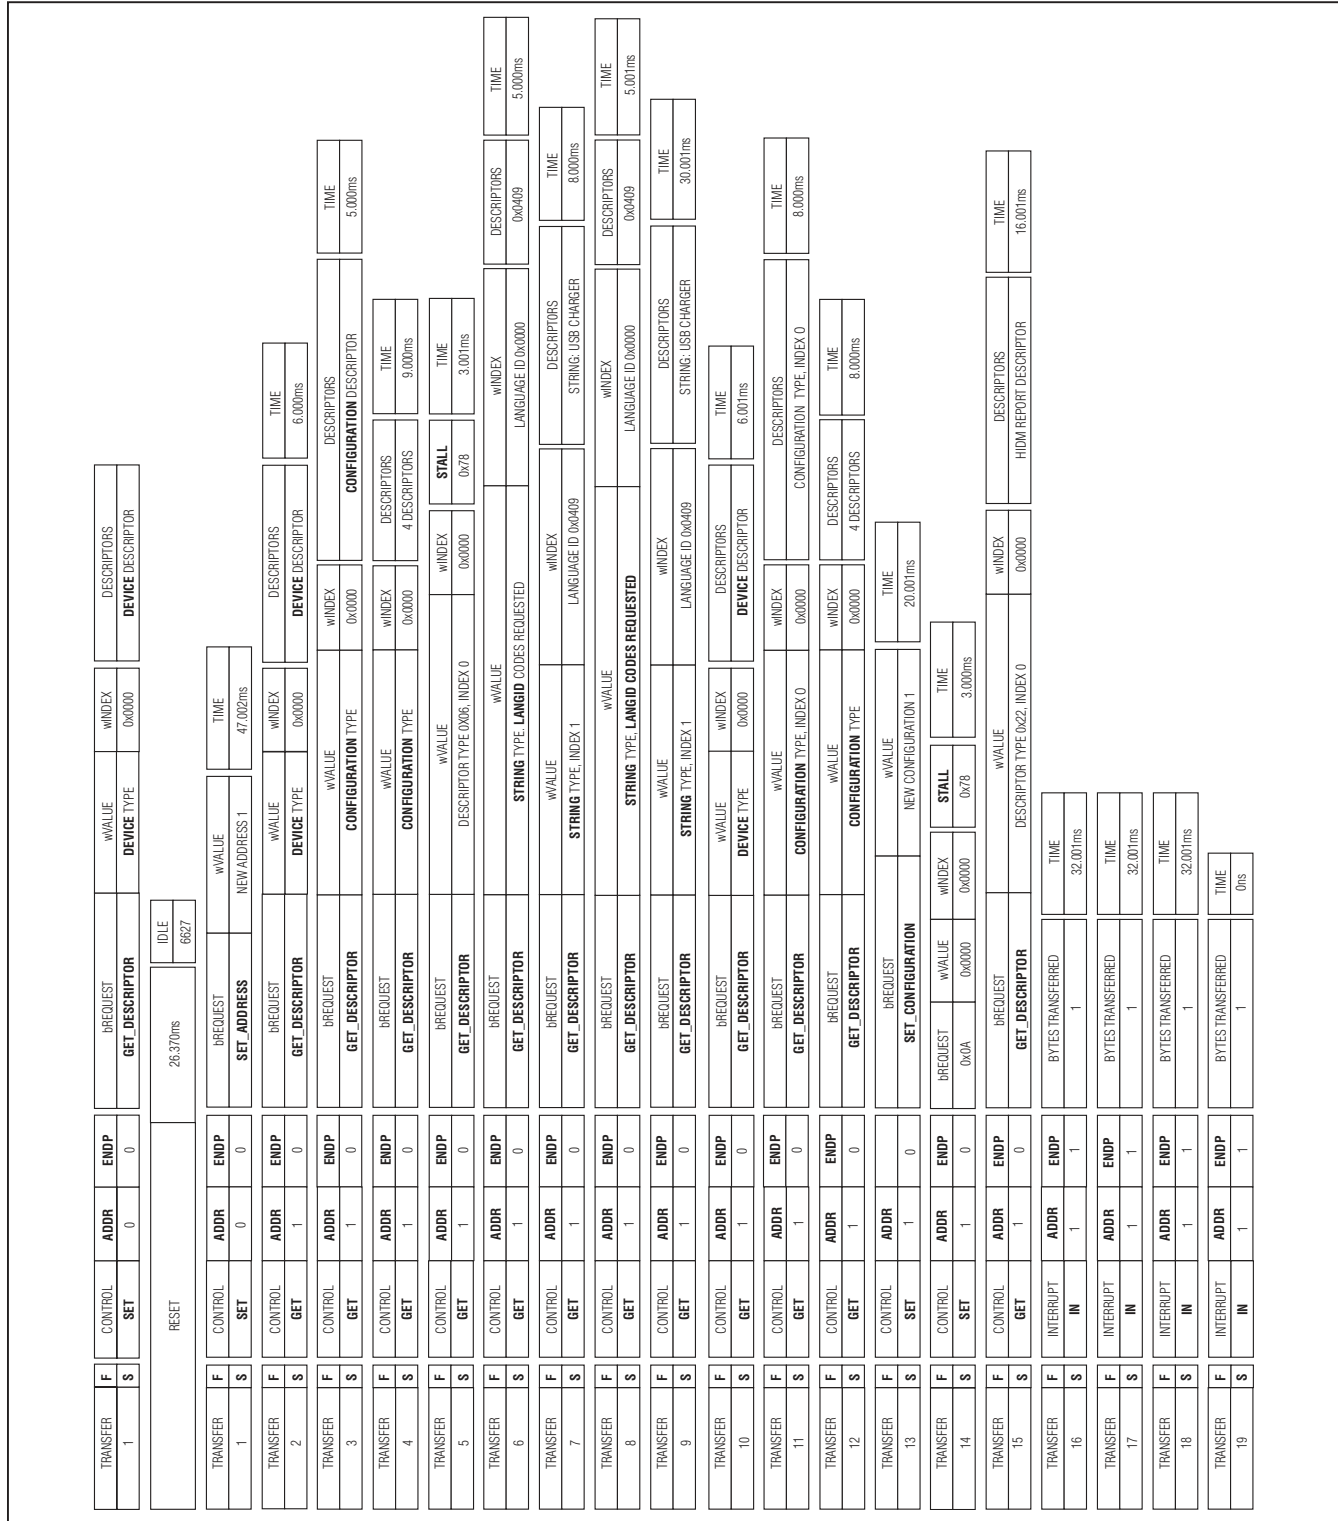 TRANSFER F CONTROL ADDR ENDP bREQUEST wVALUE wINDEX DESCRIPTORS
1 S SET 0 0 GET_DESCRIPTOR DEVICE TYPE 0x0000 DEVICE DESCRIPTOR
RESET 26.370ms IDLE
6627
TRANSFER F CONTROL ADDR ENDP bREQUEST wVALUE TIME
1 S SET 0 0 SET_ADDRESS NEW ADDRESS 1 47.002ms
TRANSFER F CONTROL ADDR ENDP bREQUEST wVALUE wINDEX DESCRIPTORS TIME
2 S GET 1 0 GET_DESCRIPTOR DEVICE TYPE 0x0000 DEVICE DESCRIPTOR 6.000ms
TRANSFER F CONTROL ADDR ENDP bREQUEST wVALUE wINDEX DESCRIPTORS TIME
3 S GET 1 0 GET_DESCRIPTOR CONFIGURATION TYPE 0x0000 CONFIGURATION DESCRIPTOR 5.000ms
TRANSFER F CONTROL ADDR ENDP bREQUEST wVALUE wINDEX DESCRIPTORS TIME
4 S GET 1 0 GET_DESCRIPTOR CONFIGURATION TYPE 0x0000 4 DESCRIPTORS 9.000ms
TRANSFER F CONTROL ADDR ENDP bREQUEST wVALUE wINDEX STALL TIME
5 S GET 1 0 GET_DESCRIPTOR DESCRIPTOR TYPE 0X06, INDEX 0 0x0000 0x78 3.001ms
TRANSFER F CONTROL ADDR ENDP bREQUEST wVALUE wINDEX DESCRIPTORS TIME
6 S GET 1 0 GET_DESCRIPTOR STRING TYPE. LANGID CODES REQUESTED LANGUAGE ID 0x0000 0x0409 5.000ms
TRANSFER F CONTROL ADDR ENDP bREQUEST wVALUE wINDEX DESCRIPTORS TIME
7 S GET 1 0 GET_DESCRIPTOR STRING TYPE, INDEX 1 LANGUAGE ID 0x0409 STRING: USB CHARGER 8.000ms
TRANSFER F CONTROL ADDR ENDP bREQUEST wVALUE wINDEX DESCRIPTORS TIME
8 S GET 1 0 GET_DESCRIPTOR STRING TYPE, LANGID CODES REQUESTED LANGUAGE ID 0x0000 0x0409 5.001ms
TRANSFER F CONTROL ADDR ENDP bREQUEST wVALUE wINDEX DESCRIPTORS TIME
9 S GET 1 0 GET_DESCRIPTOR STRING TYPE, INDEX 1 LANGUAGE ID 0x0409 STRING: USB CHARGER 30.001ms
TRANSFER F CONTROL ADDR ENDP bREQUEST wVALUE wINDEX DESCRIPTORS TIME
10 S GET 1 0 GET_DESCRIPTOR DEVICE TYPE 0x0000 DEVICE DESCRIPTOR 6.001ms
TRANSFER F CONTROL ADDR ENDP bREQUEST wVALUE wINDEX DESCRIPTORS TIME
11 S GET 1 0 GET_DESCRIPTOR CONFIGURATION TYPE, INDEX 0 0x0000 CONFIGURATION TYPE, INDEX 0 8.000ms
TRANSFER F CONTROL ADDR ENDP bREQUEST wVALUE wINDEX DESCRIPTORS TIME
12 S GET 1 0 GET_DESCRIPTOR CONFIGURATION TYPE 0x0000 4 DESCRIPTORS 8.000ms
TRANSFER F CONTROL ADDR bREQUEST wVALUE TIME
13 S SET 1 0 SET_CONFIGURATION NEW CONFIGURATION 1 20.001ms
TRANSFER F CONTROL ADDR ENDP bREQUEST wVALUE wINDEX STALL TIME
14 S SET 1 0 0x0A 0x0000 0x0000 0x78 3.000ms
TRANSFER F CONTROL ADDR ENDP bREQUEST wVALUE wINDEX DESCRIPTORS TIME
15 S GET 1 0 GET_DESCRIPTOR DESCRIPTOR TYPE 0x22, INDEX 0 0x0000 HIDM REPORT DESCRIPTOR 16.001ms
TRANSFER F INTERRUPT ADDR ENDP BYTES TRANSFERRED TIME
16 S IN 1 1 1 32.001ms
TRANSFER F INTERRUPT ADDR ENDP BYTES TRANSFERRED TIME
17 S IN 1 1 1 32.001ms
TRANSFER F INTERRUPT ADDR ENDP BYTES TRANSFERRED TIME
18 S IN 1 1 1 32.001ms
TRANSFER F INTERRUPT ADDR ENDP BYTES TRANSFERRED TIME
19 S IN 1 1 1 0ns